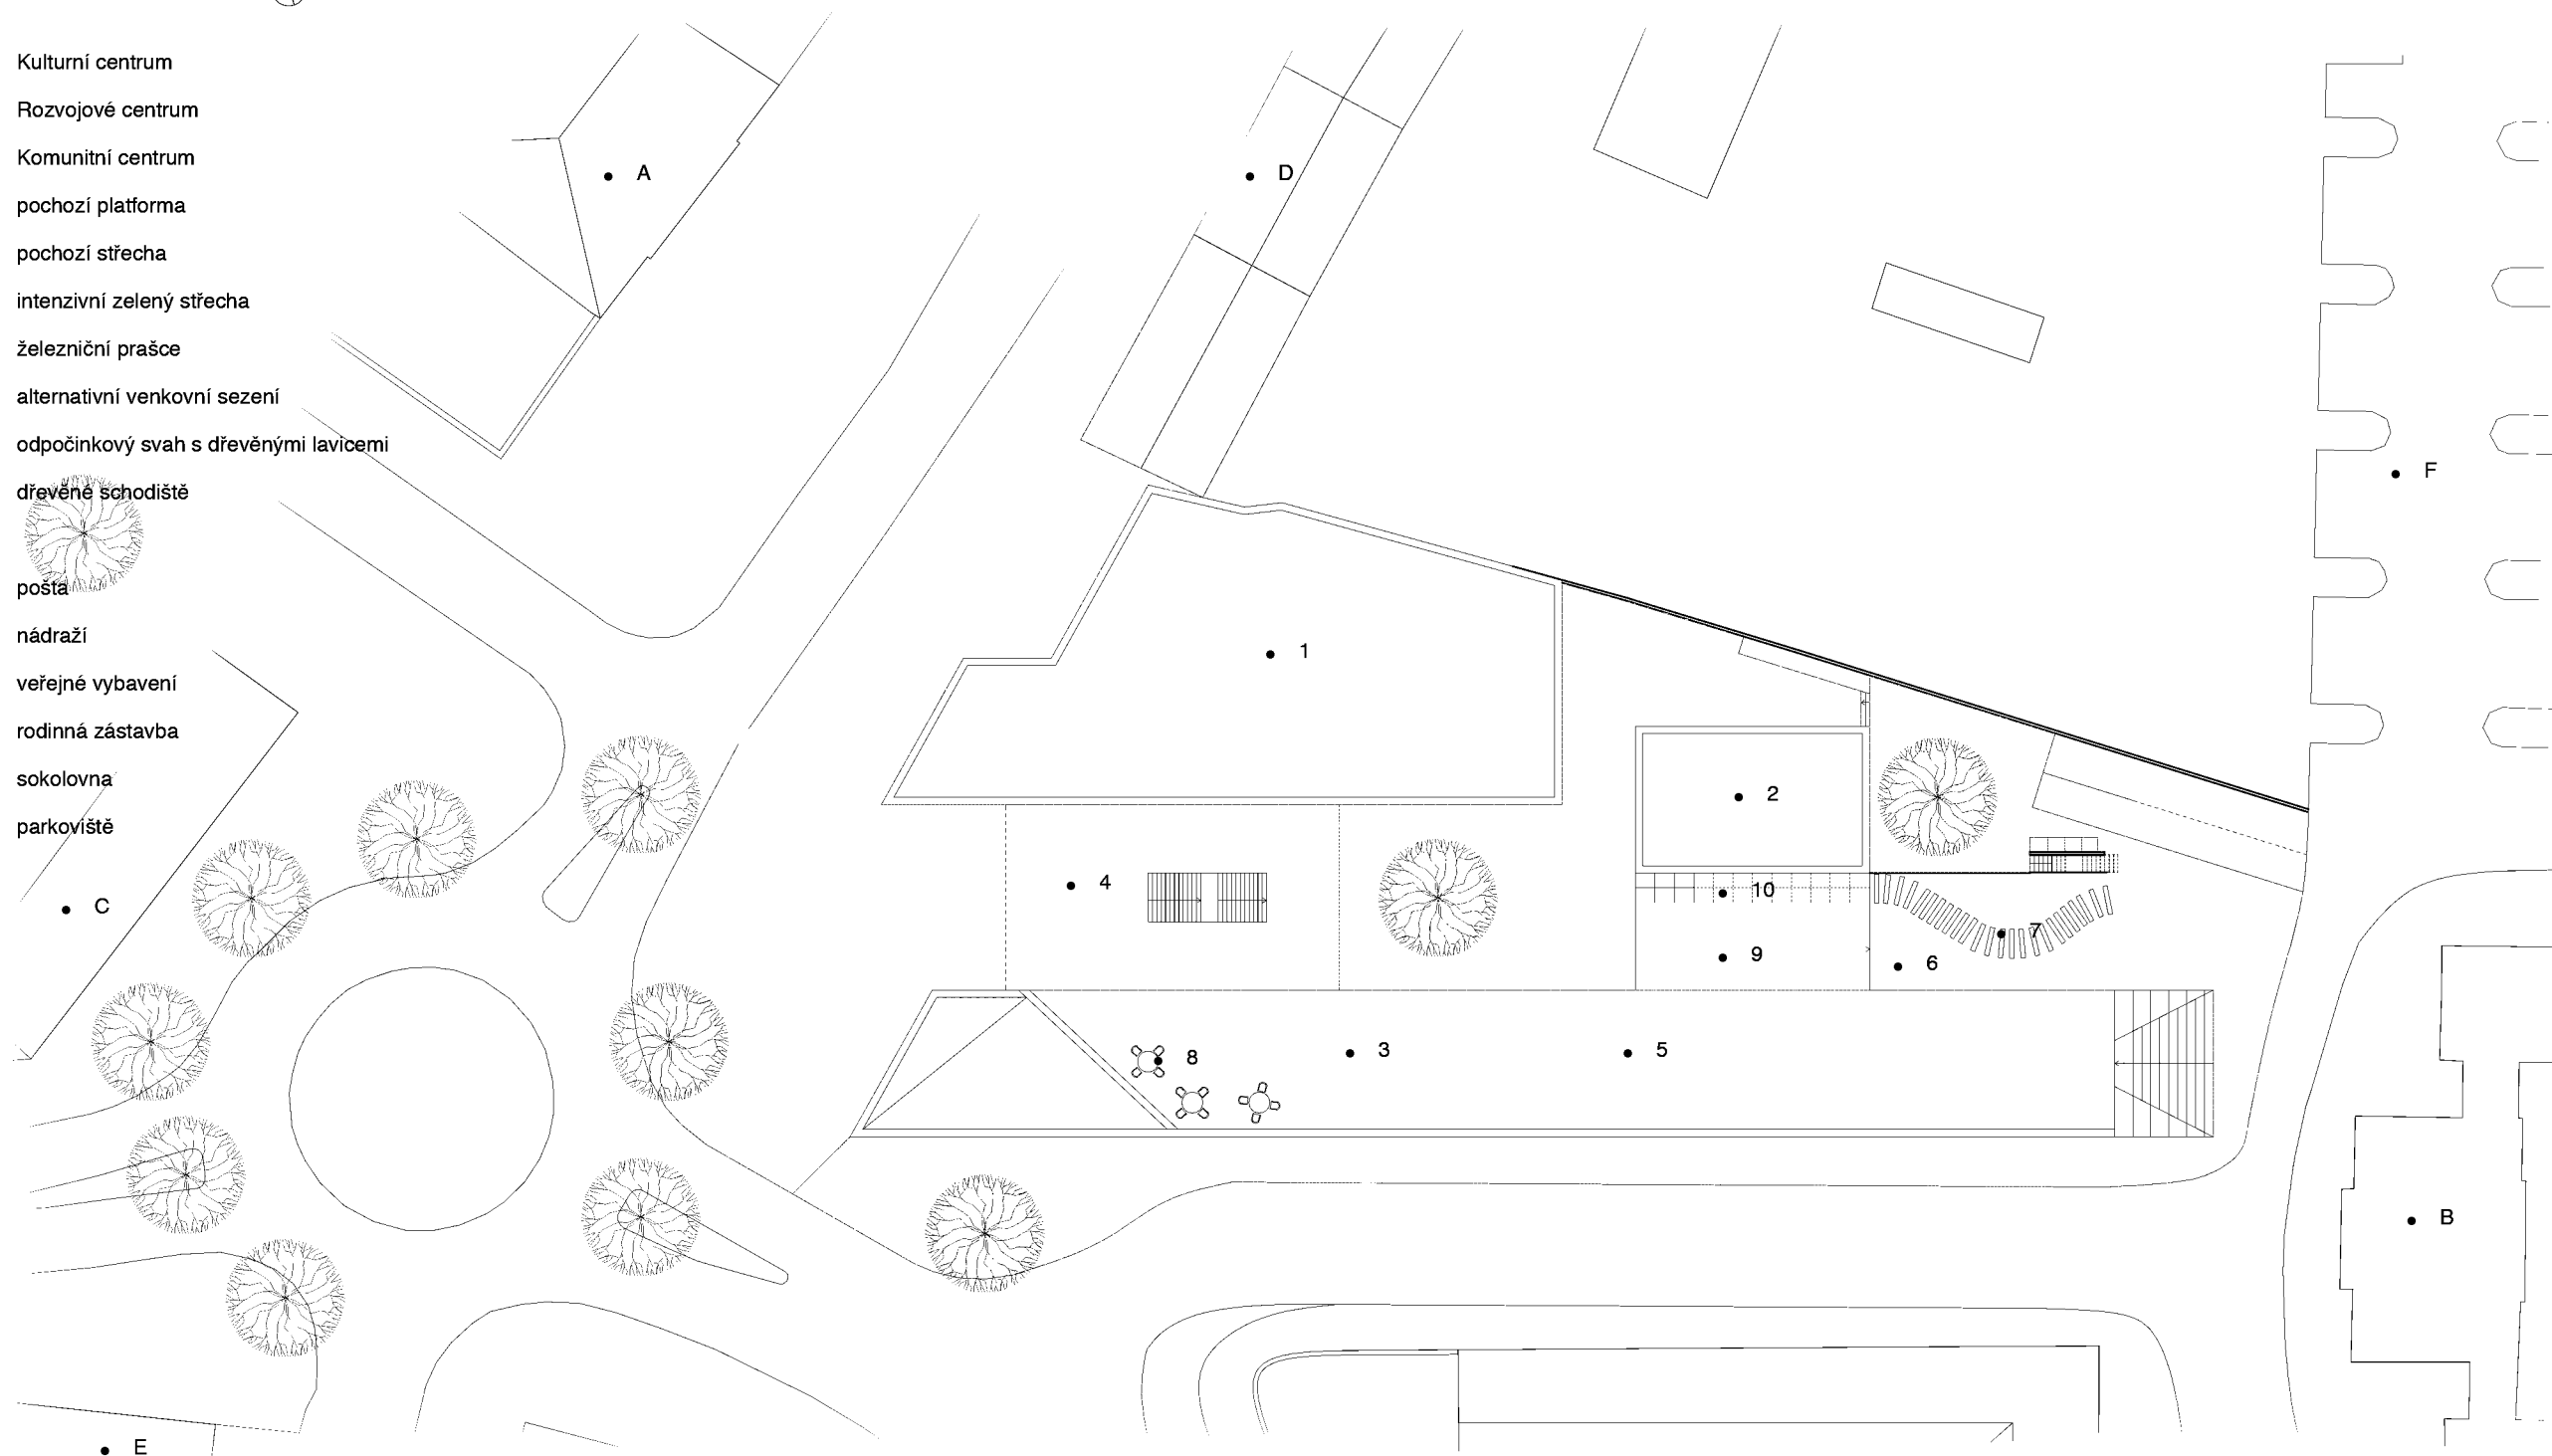 Kulturní centrum
Rozvojové centrum
Komunitní centrum
pochozí platforma
pochozí střecha
intenzivní zelený střecha
železniční prašce
alternativní venkovní sezení
odpočinkový svah s dřevěnými lavicemi
dřevěné schodiště
pošta
nádraží
veřejné vybavení
rodinná zástavba
sokolovna
parkoviště
A
D
F
1
2
4
10
C
7
9
6
8
3
5
B
E